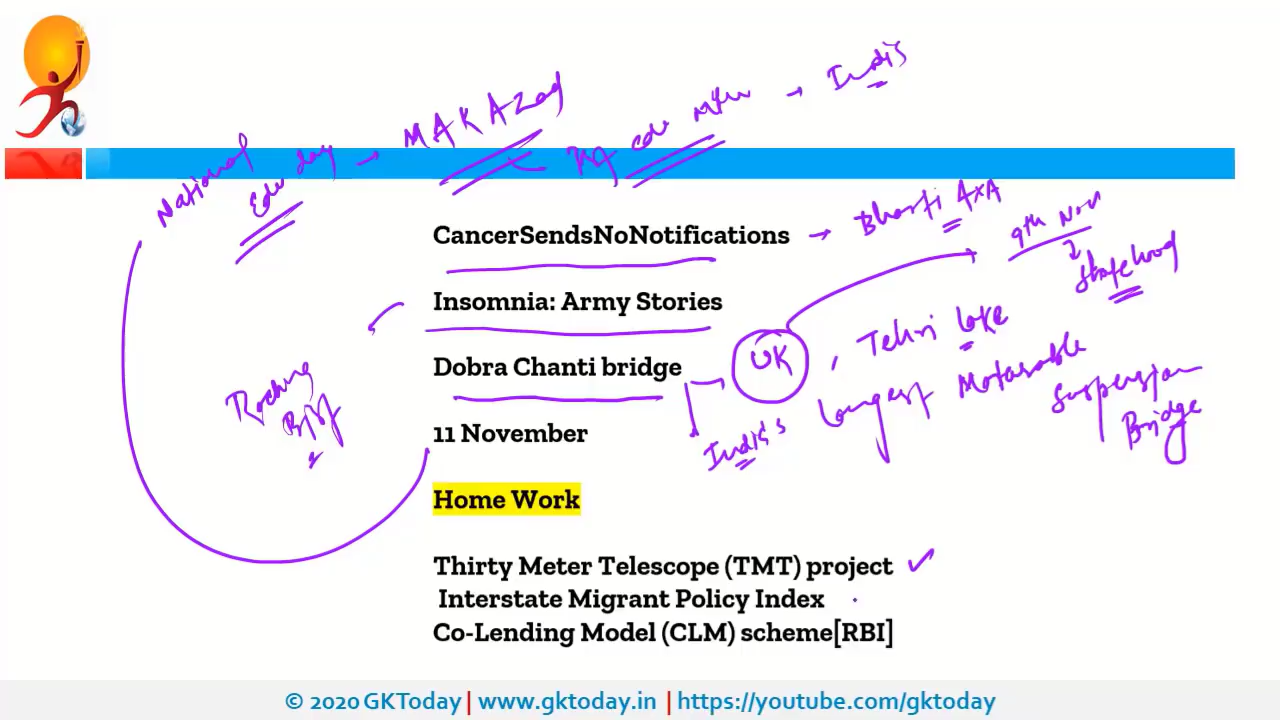 National Edu day → MAK AZad
Edu → India
CancerSendsNoNotifications → Bharti AXA
9th Nov
Statehood
Insomnia: Army Stories
Dobra Chanti bridge
UK, Tehri lake
India's Longest Motorable Suspension Bridge
11 November
Home Work
Thirty Meter Telescope (TMT) project ✓
Interstate Migrant Policy Index
Co-Lending Model (CLM) scheme[RBI]
© 2020 GKToday | www.gktoday.in | https://youtube.com/gktoday